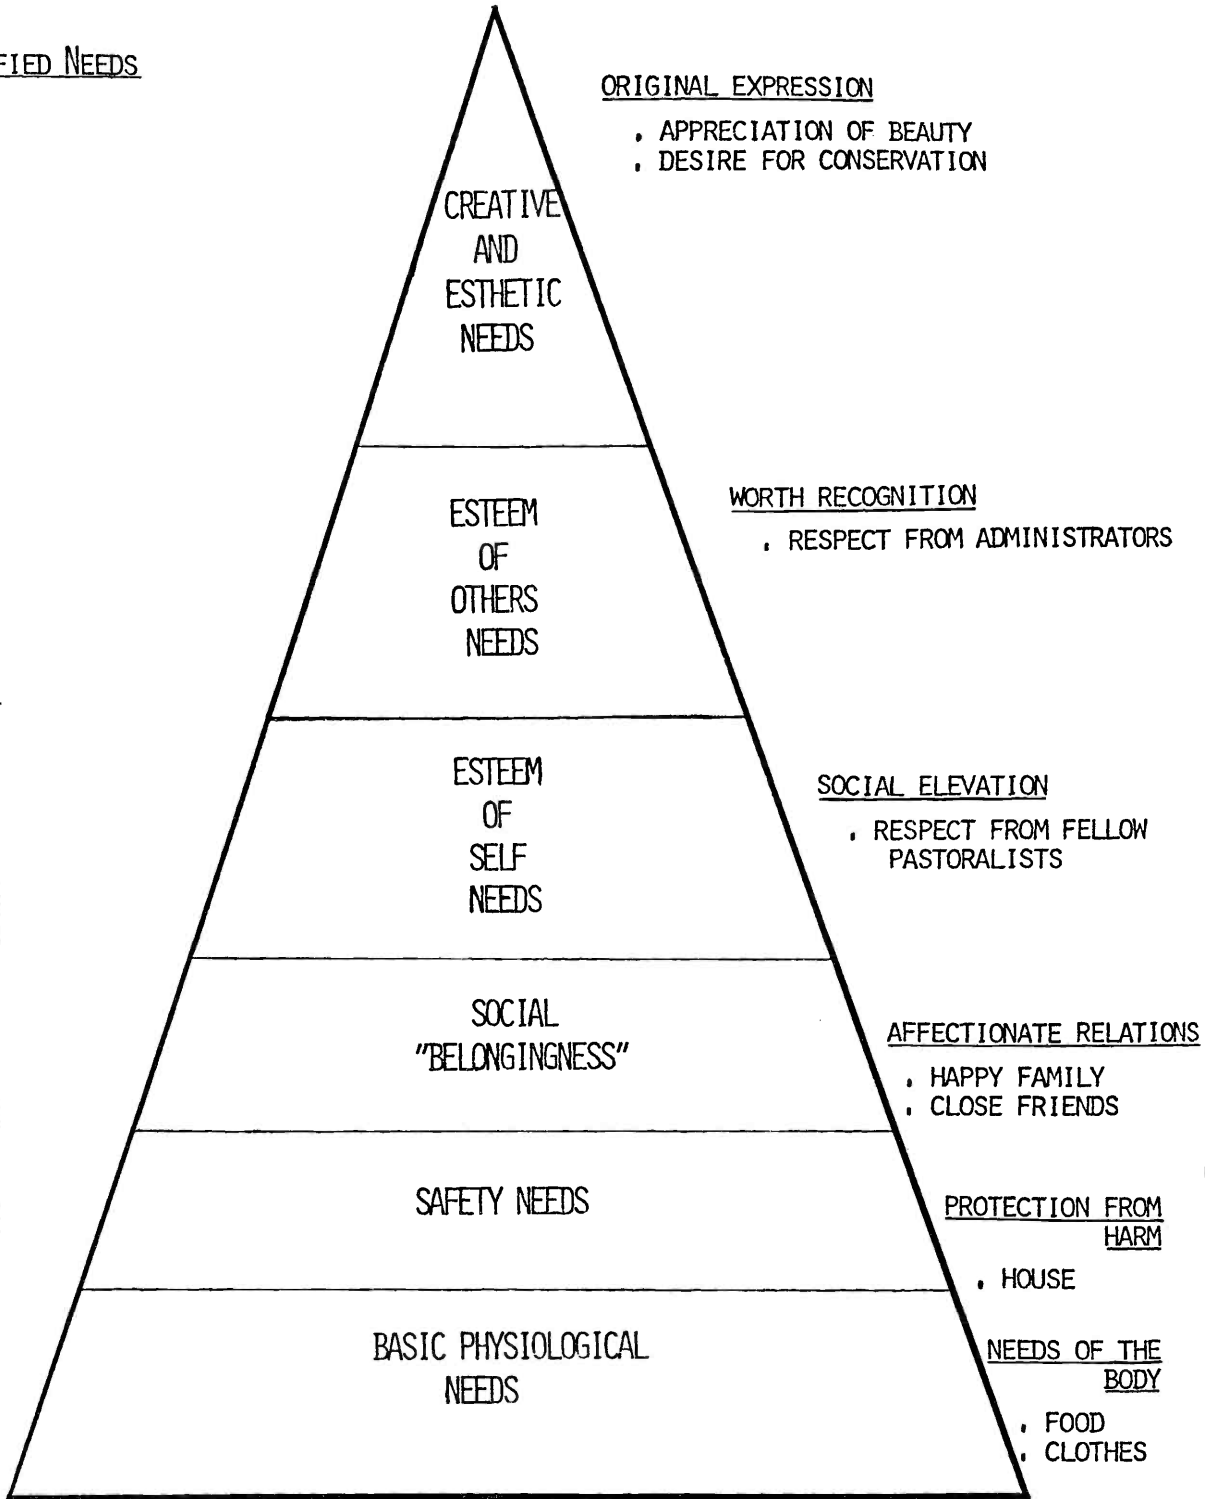 FIED NEEDS
ORIGINAL EXPRESSION
. APPRECIATION OF BEAUTY
. DESIRE FOR CONSERVATION
CREATIVE
AND
ESTHETIC
NEEDS
WORTH RECOGNITION
. RESPECT FROM ADMINISTRATORS
ESTEEM
OF
OTHERS
NEEDS
SOCIAL ELEVATION
. RESPECT FROM FELLOW
PASTORALISTS
ESTEEM
OF
SELF
NEEDS
AFFECTIONATE RELATIONS
. HAPPY FAMILY
. CLOSE FRIENDS
SOCIAL
"BELONGINGNESS"
PROTECTION FROM
HARM
. HOUSE
SAFETY NEEDS
NEEDS OF THE
BODY
. FOOD
. CLOTHES
BASIC PHYSIOLOGICAL
NEEDS